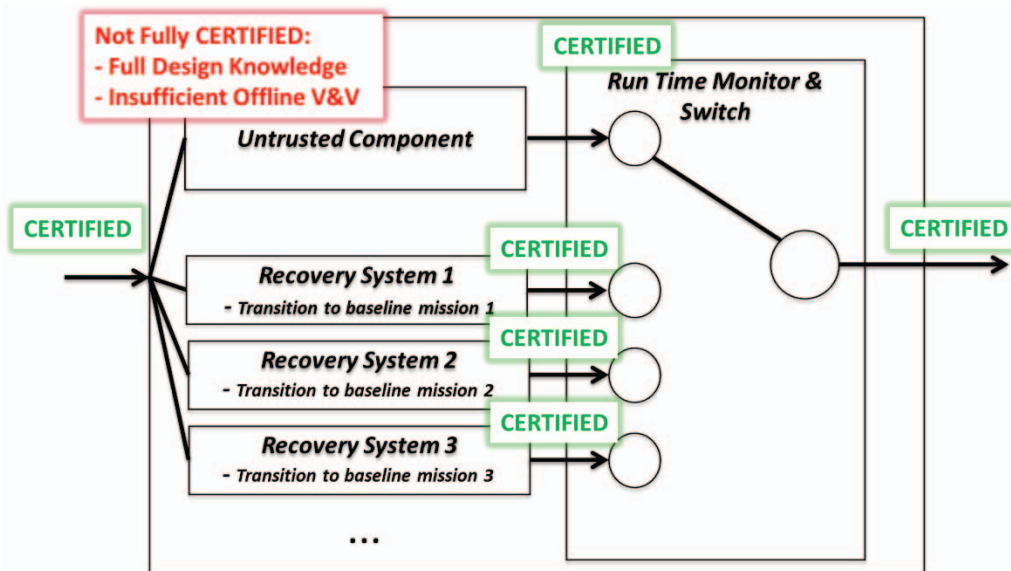 Not Fully CERTIFIED:
- Full Design Knowledge
- Insufficient Offline V&V
CERTIFIED
Run Time Monitor &
Switch
Untrusted Component
CERTIFIED
CERTIFIED
CERTIFIED
Recovery System 1
- Transition to baseline mission 1
CERTIFIED
Recovery System 2
- Transition to baseline mission 2
CERTIFIED
Recovery System 3
- Transition to baseline mission 3
...